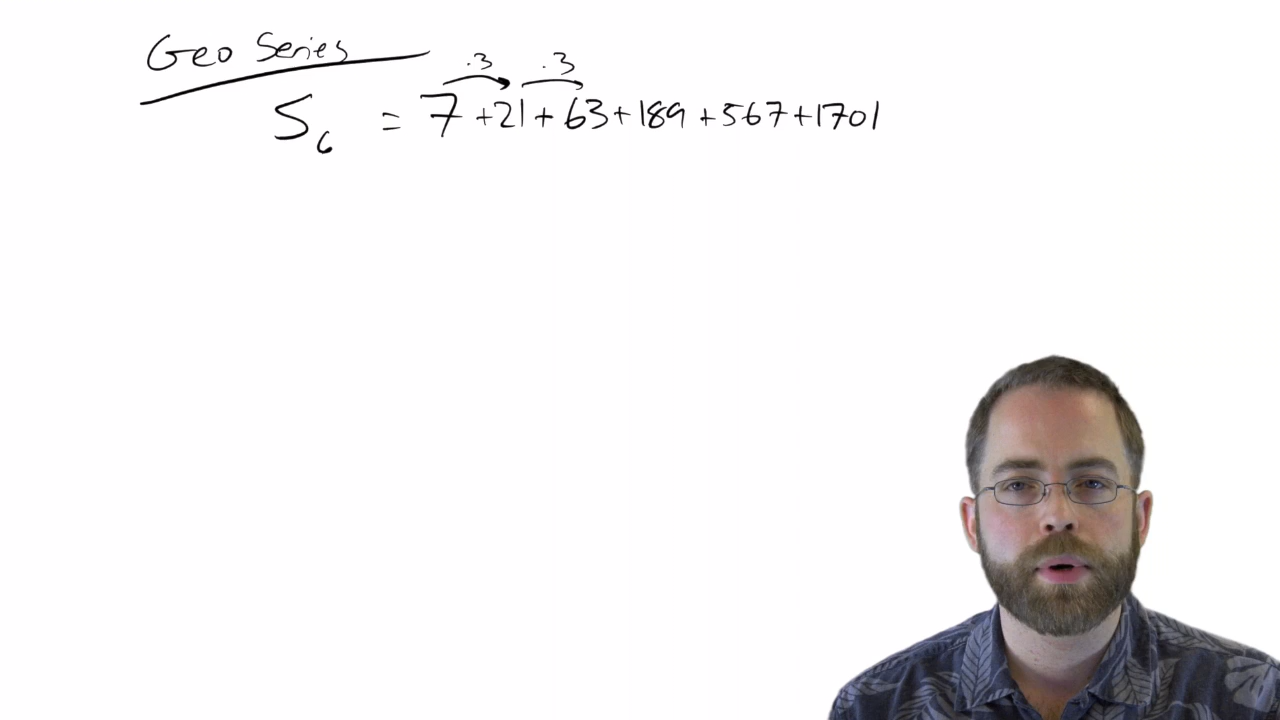 Geo Series
.3 .3
S6 = 7 +21 + 63 + 189 + 567 + 1701